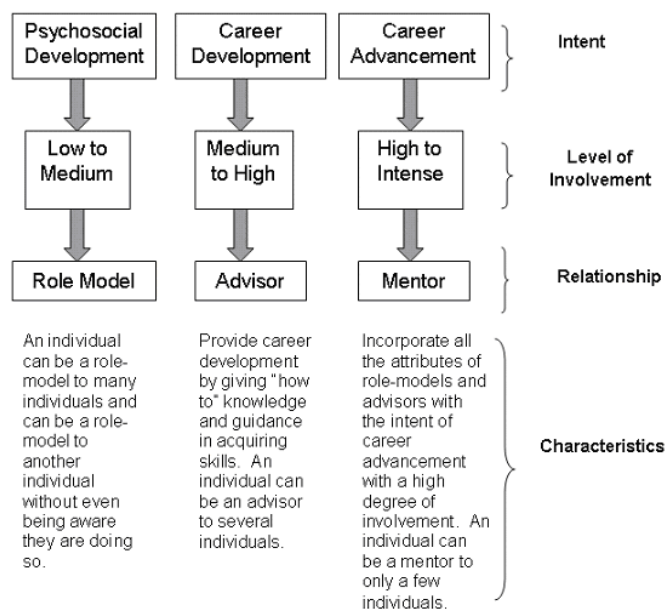 Psychosocial
Development
Career
Development
Career
Advancement
Intent
Low to
Medium
Medium
to High
High to
Intense
Level of
Involvement
Role Model
Advisor
Mentor
Relationship
An individual
can be a role-
model to many
individuals and
can be a role-
model to
another
individual
without even
being aware
they are doing
so.
Provide career
development
by giving "how
to" knowledge
and guidance
in acquiring
skills. An
individual can
be an advisor
to several
individuals.
Incorporate all
the attributes of
role-models and
advisors with
the intent of
career
advancement
with a high
degree of
involvement. An
individual can
be a mentor to
only a few
individuals.
Characteristics